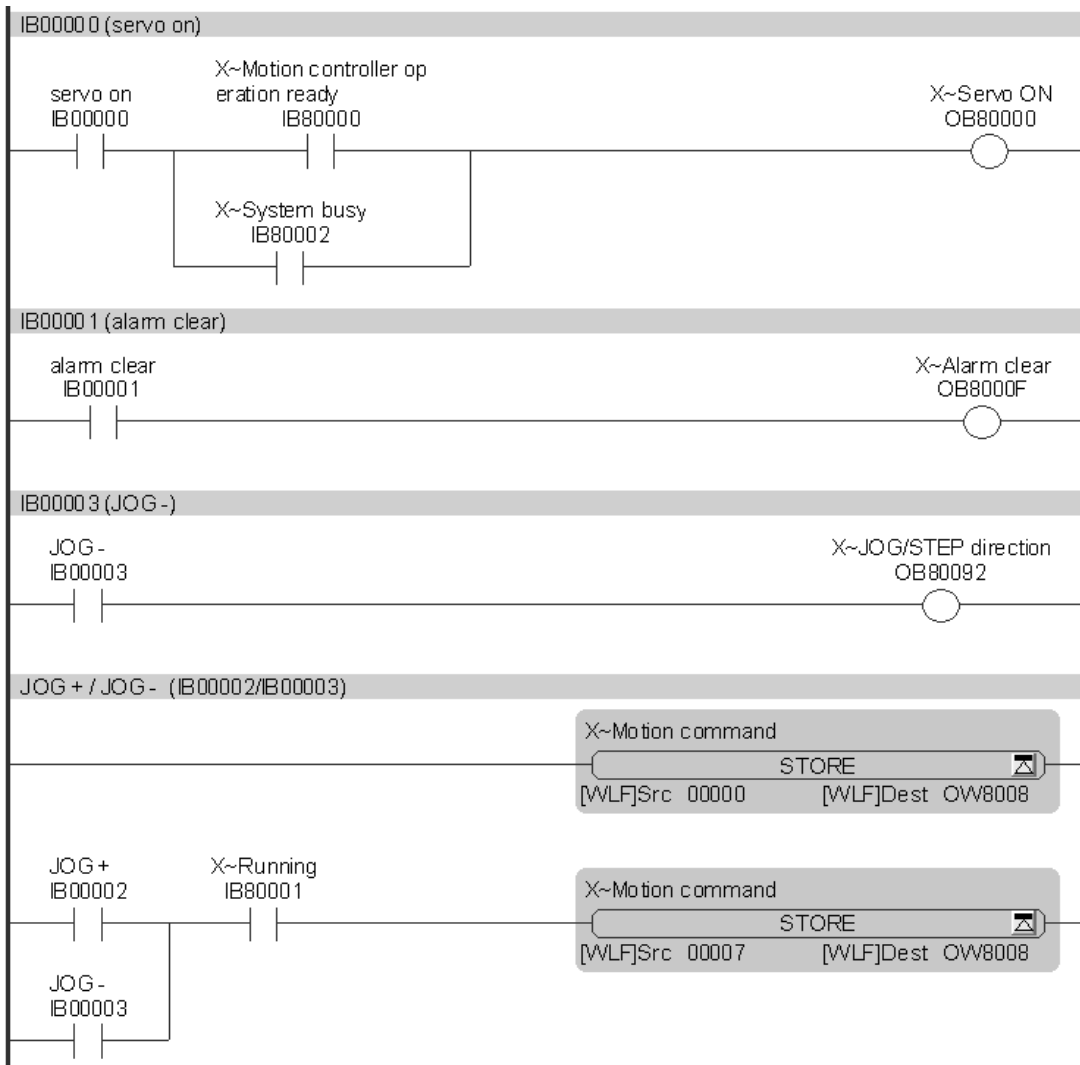 IB00000 (servo on)
X~Motion controller op
servo on
eration ready
X~Servo ON
IB00000
IB80000
OB80000
X~System busy
IB80002
IB00001 (alarm clear)
alarm clear
X~Alarm clear
IB00001
OB8000F
IB00003 (JOG-)
JOG-
X~JOG/STEP direction
IB00003
OB80092
JOG+ / JOG- (IB00002/IB00003)
X~Motion command
STORE
[WLF]Src 00000 [WLF]Dest OW8008
JOG+
X~Running
IB00002
IB80001
X~Motion command
STORE
[WLF]Src 00007 [WLF]Dest OW8008
JOG-
IB00003